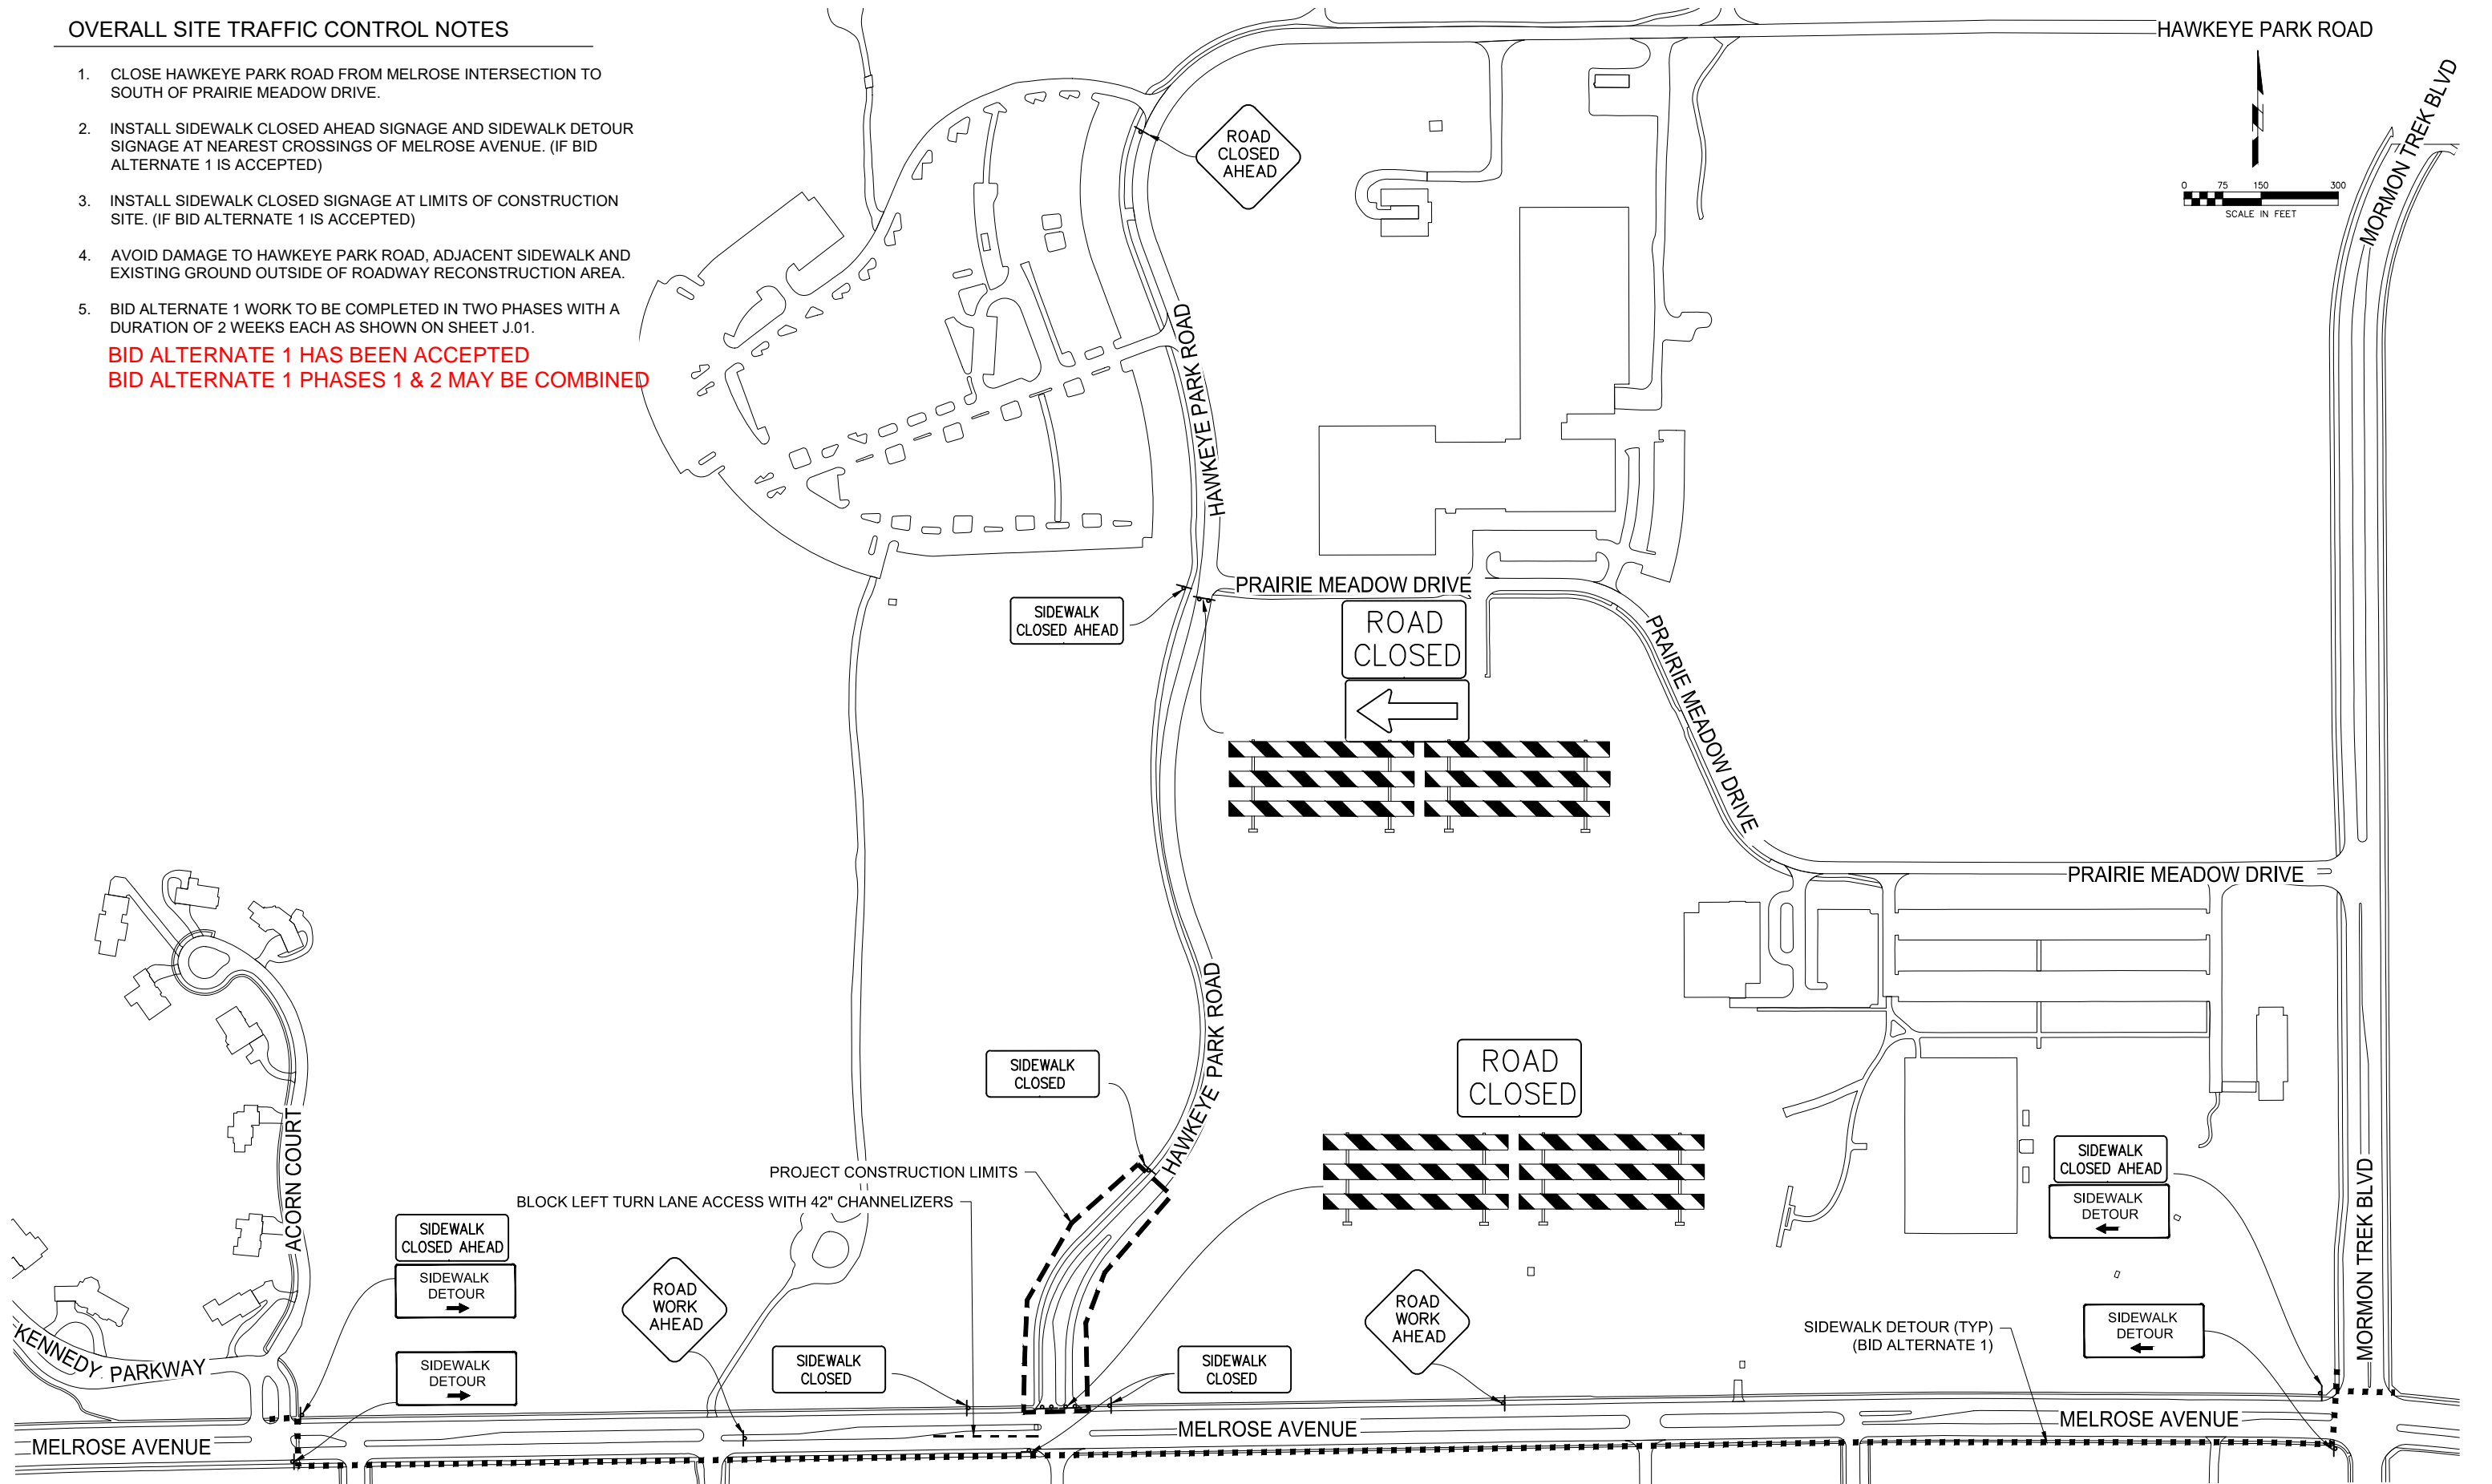 OVERALL SITE TRAFFIC CONTROL NOTES
1. CLOSE HAWKEYE PARK ROAD FROM MELROSE INTERSECTION TO
SOUTH OF PRAIRIE MEADOW DRIVE.
2. INSTALL SIDEWALK CLOSED AHEAD SIGNAGE AND SIDEWALK DETOUR
SIGNAGE AT NEAREST CROSSINGS OF MELROSE AVENUE. (IF BID
ALTERNATE 1 IS ACCEPTED)
3. INSTALL SIDEWALK CLOSED SIGNAGE AT LIMITS OF CONSTRUCTION
SITE. (IF BID ALTERNATE 1 IS ACCEPTED)
4. AVOID DAMAGE TO HAWKEYE PARK ROAD, ADJACENT SIDEWALK AND
EXISTING GROUND OUTSIDE OF ROADWAY RECONSTRUCTION AREA.
5. BID ALTERNATE 1 WORK TO BE COMPLETED IN TWO PHASES WITH A
DURATION OF 2 WEEKS EACH AS SHOWN ON SHEET J.01.
BID ALTERNATE 1 HAS BEEN ACCEPTED
BID ALTERNATE 1 PHASES 1 & 2 MAY BE COMBINED
HAWKEYE PARK ROAD
MORMON TREK BLVD
N
0 75 150 300
SCALE IN FEET
ROAD
CLOSED
AHEAD
HAWKEYE PARK ROAD
PRAIRIE MEADOW DRIVE
SIDEWALK
CLOSED AHEAD
ROAD
CLOSED
PRAIRIE MEADOW DRIVE
PRAIRIE MEADOW DRIVE
HAWKEYE PARK ROAD
SIDEWALK
CLOSED
ROAD
CLOSED
PROJECT CONSTRUCTION LIMITS
BLOCK LEFT TURN LANE ACCESS WITH 42" CHANNELIZERS
ACORN COURT
SIDEWALK
CLOSED AHEAD
SIDEWALK
DETOUR
SIDEWALK
DETOUR
ROAD
WORK
AHEAD
SIDEWALK
CLOSED
SIDEWALK
CLOSED
ROAD
WORK
AHEAD
SIDEWALK
CLOSED AHEAD
SIDEWALK
DETOUR
SIDEWALK DETOUR (TYP)
(BID ALTERNATE 1)
SIDEWALK
DETOUR
MORMON TREK BLVD
KENNEDY PARKWAY
MELROSE AVENUE
MELROSE AVENUE
MELROSE AVENUE